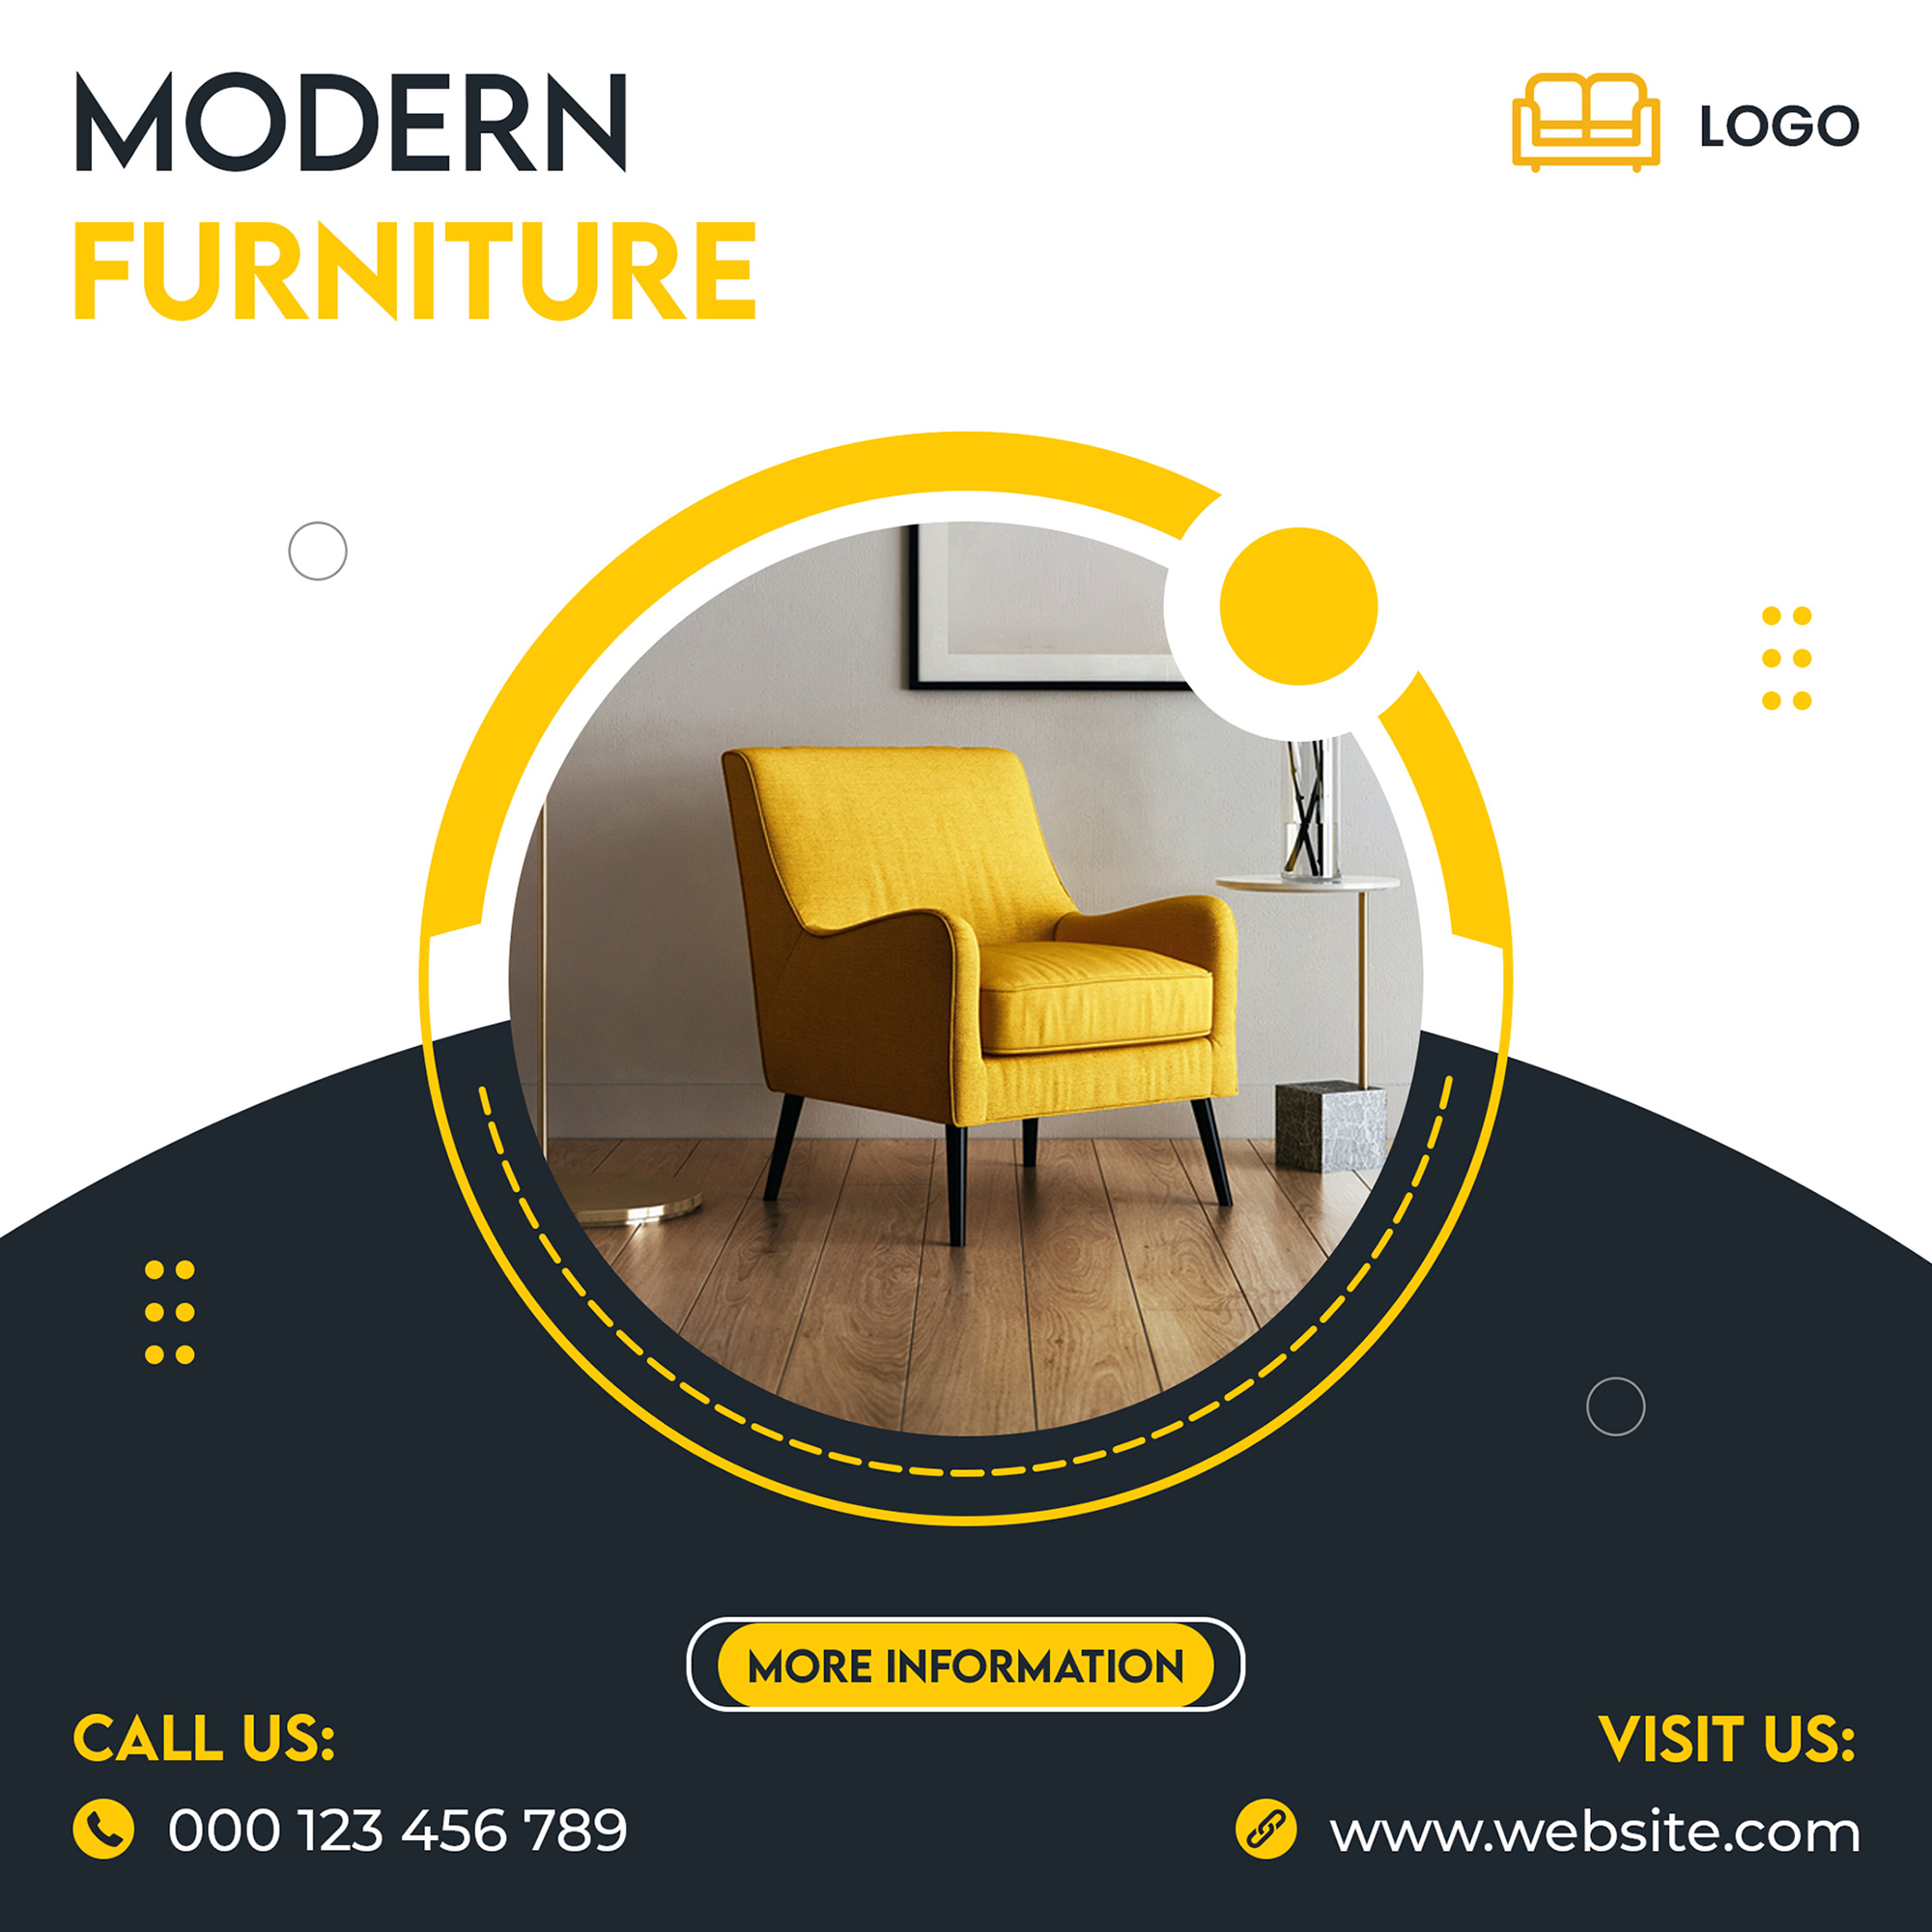 MODERN
FURNITURE
LOGO
MORE INFORMATION
CALL US:
000 123 456 789
VISIT US:
www.website.com